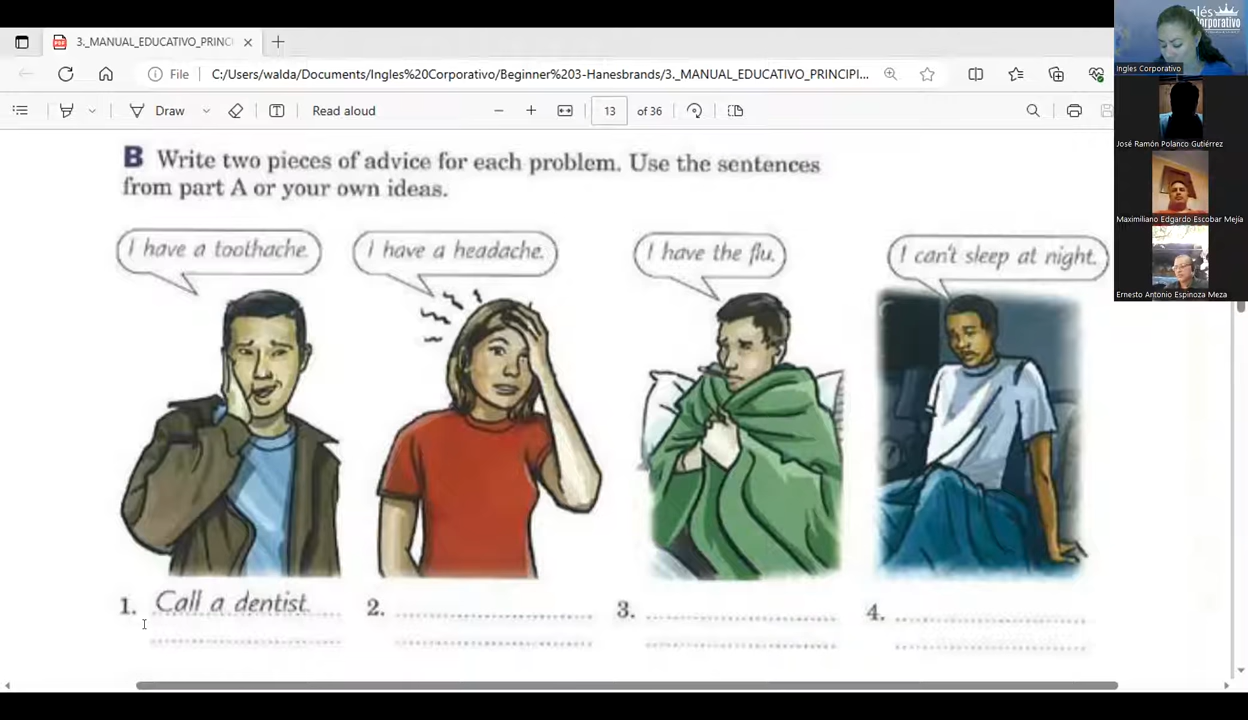 3._MANUAL_EDUCATIVO_PRINCI
File
C:/Users/walda/Documents/Ingles%20Corporativo/Beginner%203-Hanesbrands/3._MANUAL_EDUCATIVO_PRINCIPI...
Draw
Read aloud
13
of 36
B Write two pieces of advice for each problem. Use the sentences
from part A or your own ideas.
I have a toothache.
I have a headache.
I have the flu.
I can't sleep at night.
1. Call a dentist.
2.
3.
4.
Inglés
Corporativo
Ingles Corporativo
José Ramón Polanco Gutiérrez
Maximiliano Edgardo Escobar Mejía
Ernesto Antonio Espinoza Meza